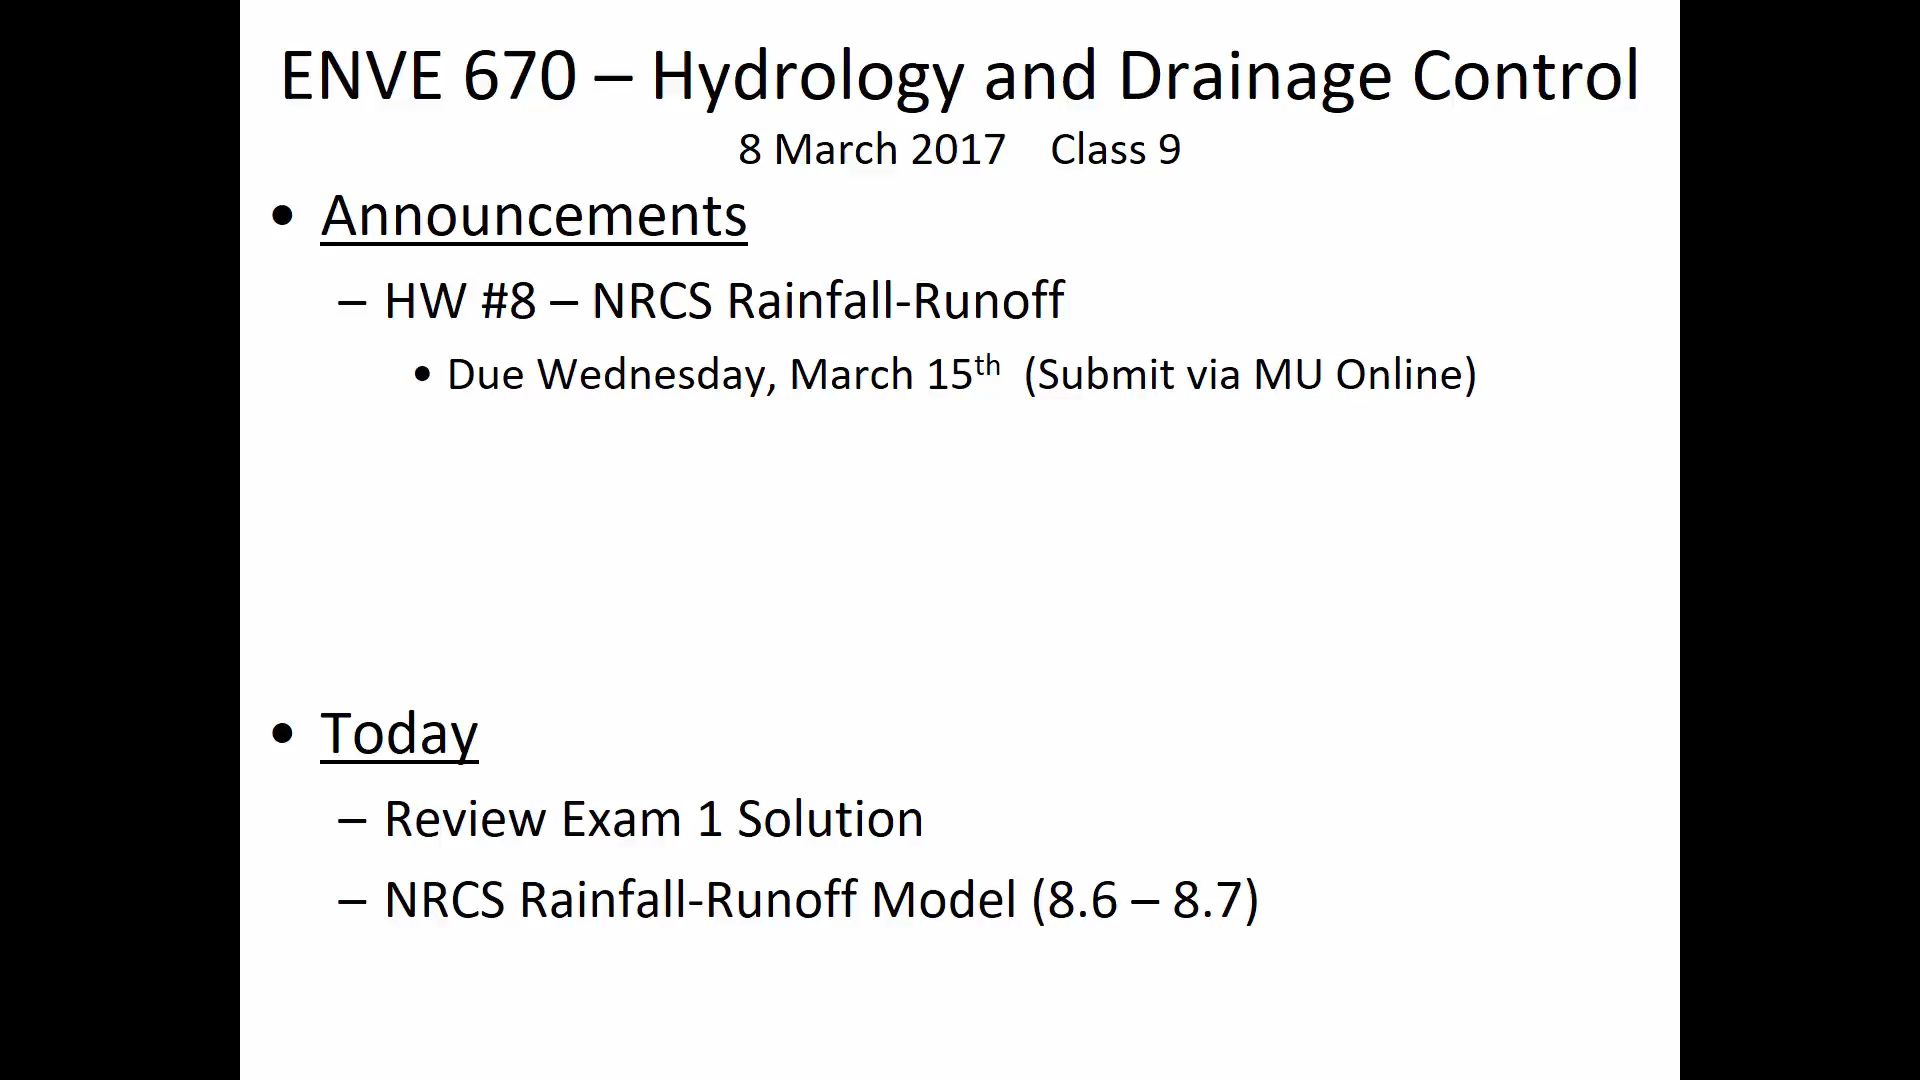 ENVE 670 – Hydrology and Drainage Control
8 March 2017 Class 9
• Announcements
– HW #8 – NRCS Rainfall-Runoff
• Due Wednesday, March 15th (Submit via MU Online)
• Today
– Review Exam 1 Solution
– NRCS Rainfall-Runoff Model (8.6 – 8.7)